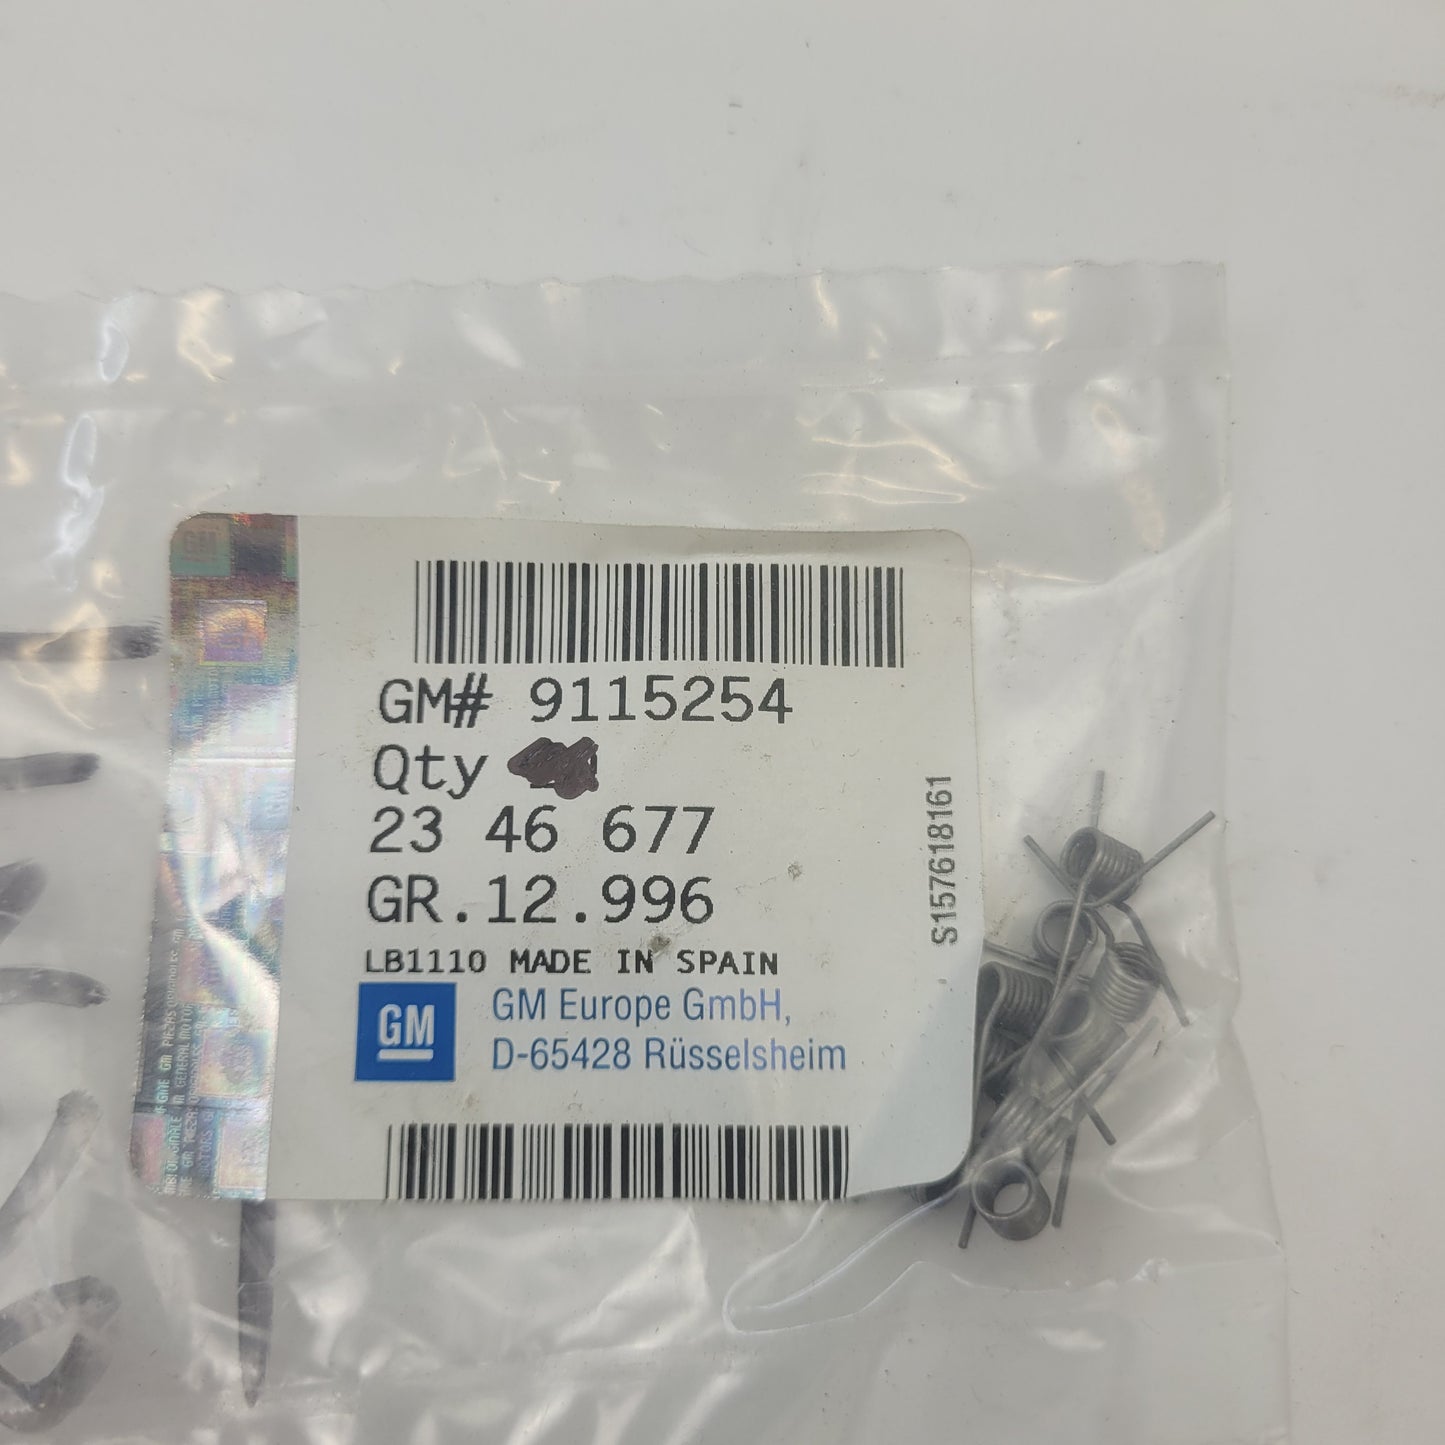 GM# 9115254
Qty
23 46 677
GR.12.996
LB1110 MADE IN SPAIN
GM
GM Europe GmbH,
D-65428 Rüsselsheim
S157618161